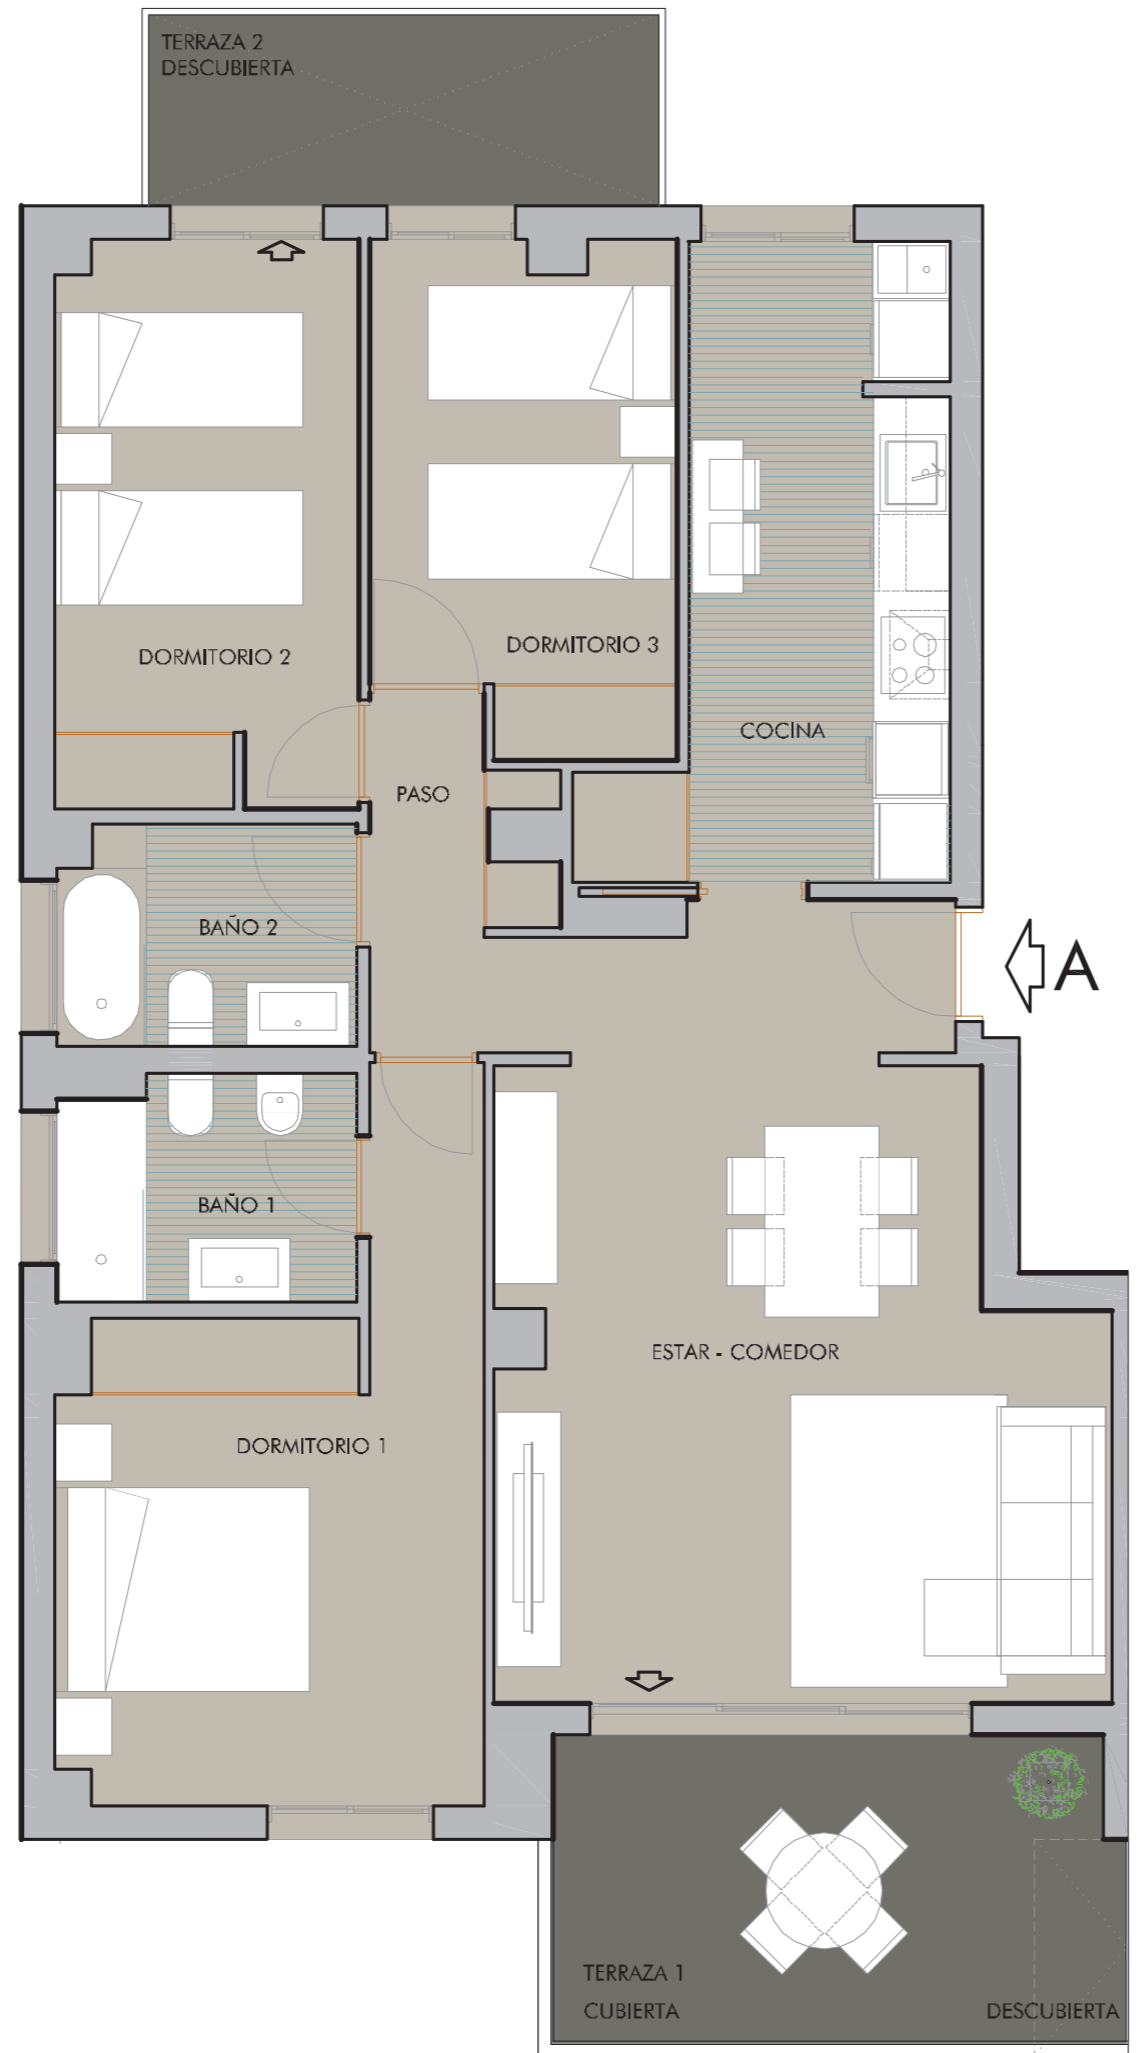 TERRAZA 2
DESCUBIERTA
DORMITORIO 2
DORMITORIO 3
COCINA
PASO
BAÑO 2
A
BAÑO 1
ESTAR - COMEDOR
DORMITORIO 1
TERRAZA 1
CUBIERTA
DESCUBIERTA